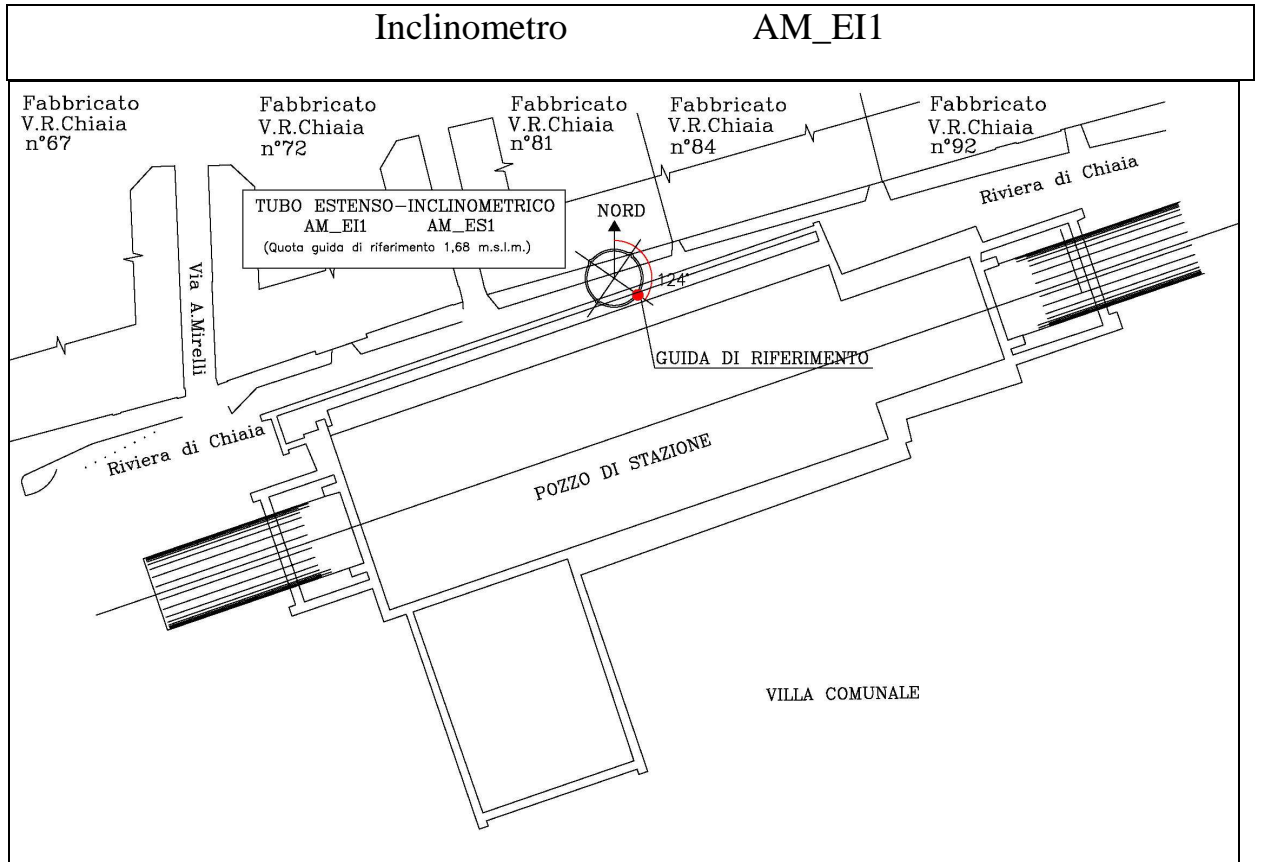 Inclinometro AM_EI1
Fabbricato
V.R.Chiaia
n°67
Fabbricato
V.R.Chiaia
n°72
Fabbricato
V.R.Chiaia
n°81
Fabbricato
V.R.Chiaia
n°84
Fabbricato
V.R.Chiaia
n°92
TUBO ESTENSO-INCLINOMETRICO
AM_EI1 AM_ES1
(Quota guida di riferimento 1,68 m.s.l.m.)
NORD
124°
Riviera di Chiaia
Via A.Mirelli
GUIDA DI RIFERIMENTO
Riviera di Chiaia
POZZO DI STAZIONE
VILLA COMUNALE